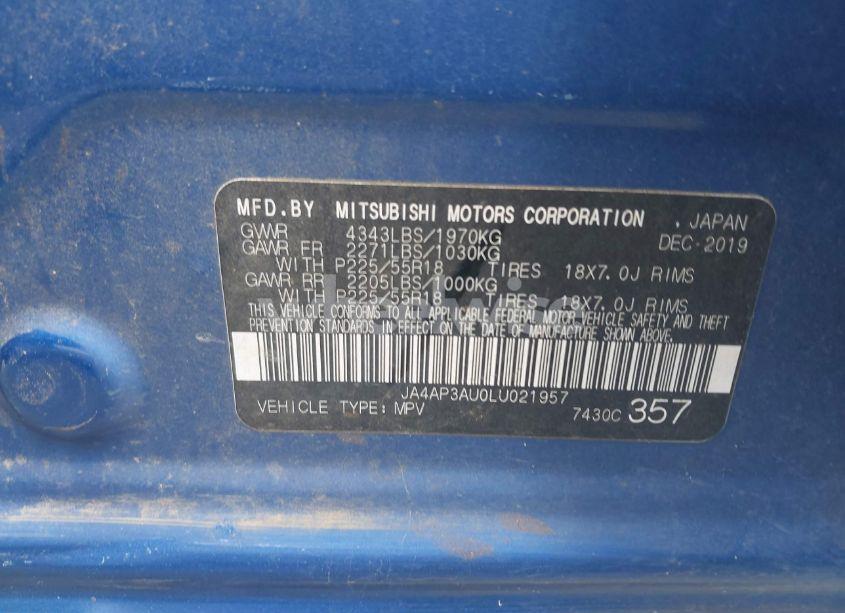 MFD.BY MITSUBISHI MOTORS CORPORATION , JAPAN
GVWR 4343LBS/1970KG DEC-2019
GAWR FR 2271LBS/1030KG
WITH P225/55R18 TIRES 18X7.0J RIMS
GAWR RR 2205LBS/1000KG
WITH P225/55R18 TIRES 18X7.0J RIMS
THIS VEHICLE CONFORMS TO ALL APPLICABLE FEDERAL MOTOR VEHICLE SAFETY AND THEFT
PREVENTION STANDARDS IN EFFECT ON THE DATE OF MANUFACTURE SHOWN ABOVE.
JA4AP3AU0LU021957
VEHICLE TYPE: MPV 7430C 357